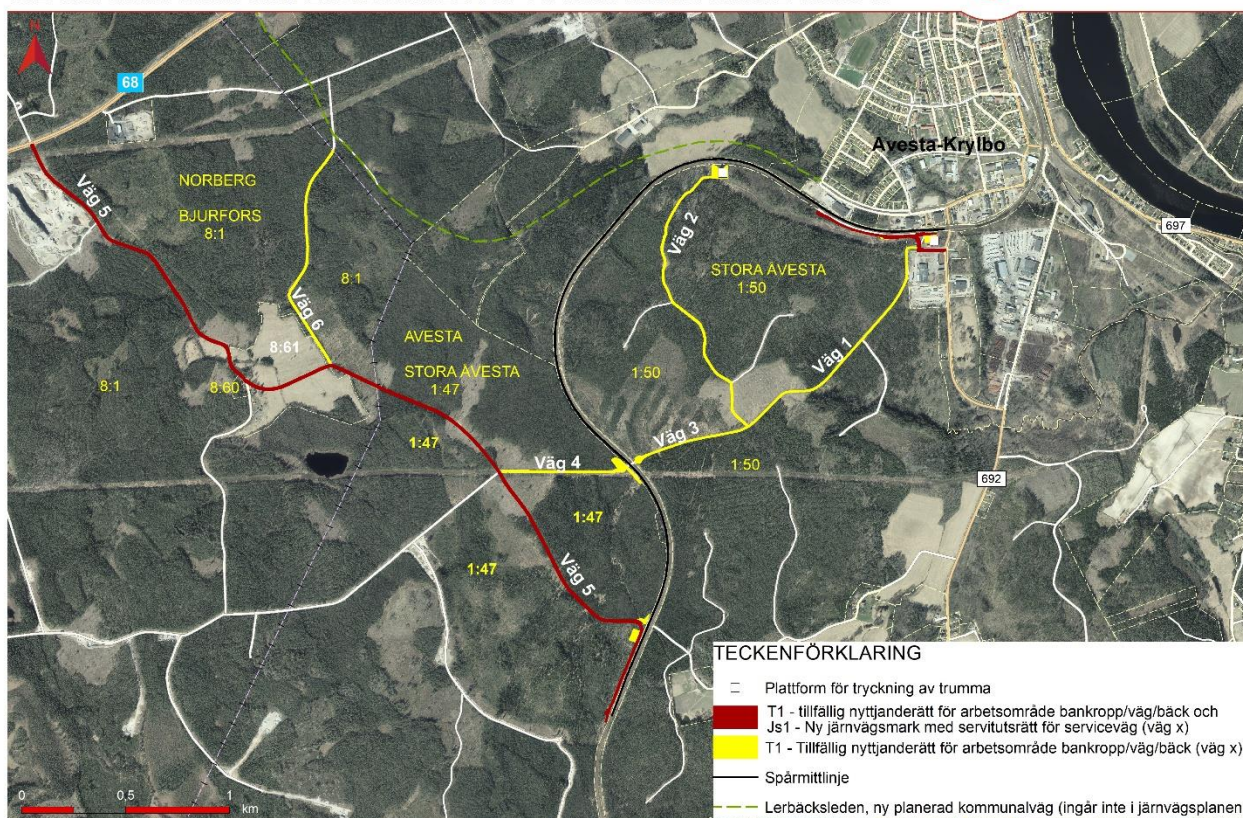 N
68
Avesta-Krylbo
697
NORBERG
BJURFORS
8:1
Väg 5
Väg 2
STORA AVESTA
1:50
8:1
Väg 6
AVESTA
STORA AVESTA
1:47
8:61
8:60
8:1
Väg 1
1:50
1:47
Väg 3
Väg 4
1:50
692
1:47
1:47
Väg 5
TECKENFÖRKLARING
Plattform för tryckning av trumma
T1 - tillfällig nyttjanderätt för arbetsområde bankropp/väg/bäck och
Js1 - Ny järnvägsmark med servitutsrätt för serviceväg (väg x)
T1 - Tillfällig nyttjanderätt för arbetsområde bankropp/väg/bäck (väg x)
Spårmittlinje
Lerbäcksleden, ny planerad kommunalväg (ingår inte i järnvägsplanen
0 0,5 1
km